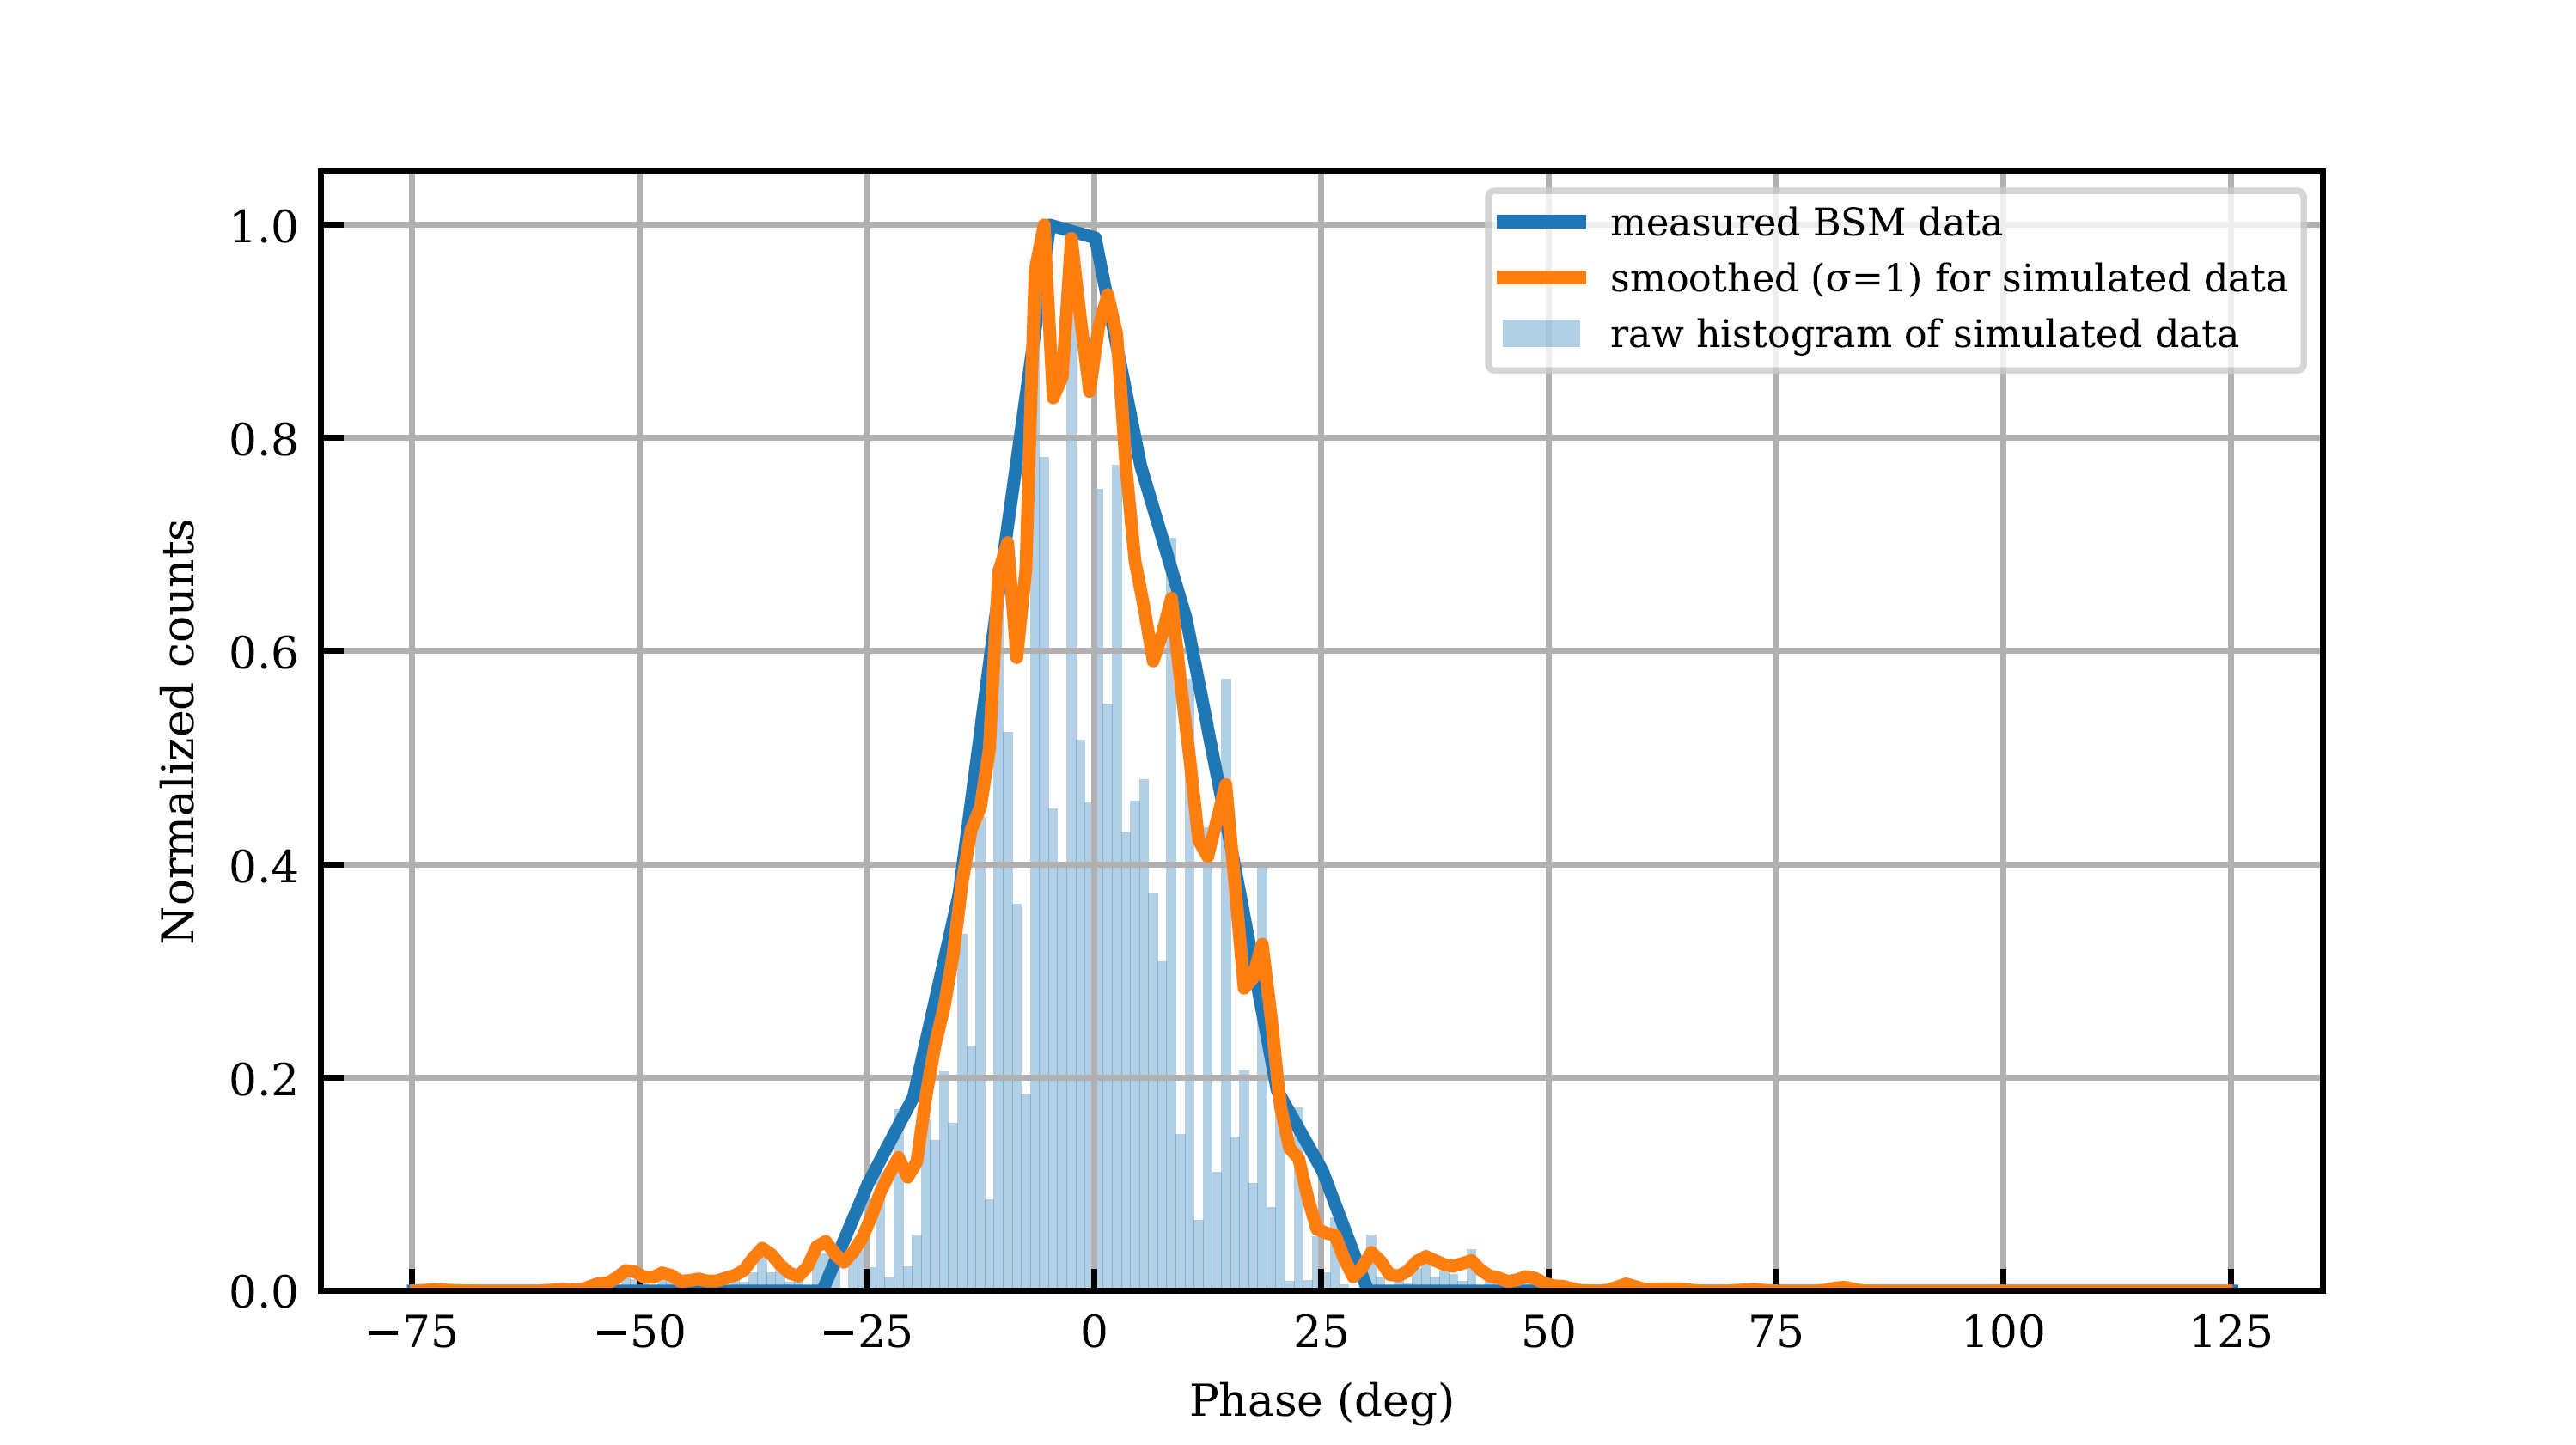 measured BSM data
smoothed (σ=1) for simulated data
raw histogram of simulated data
1.0
0.8
0.6
0.4
0.2
0.0
Normalized counts
−75 −50 −25 0 25 50 75 100 125
Phase (deg)